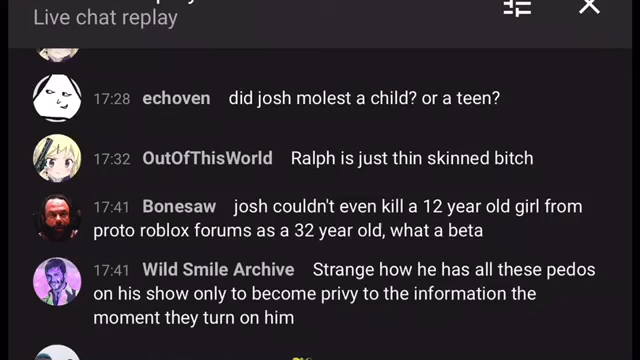 Live chat replay
17:28 echoven did josh molest a child? or a teen?
17:32 OutOfThisWorld Ralph is just thin skinned bitch
17:41 Bonesaw josh couldn't even kill a 12 year old girl from
proto roblox forums as a 32 year old, what a beta
17:41 Wild Smile Archive Strange how he has all these pedos
on his show only to become privy to the information the
moment they turn on him